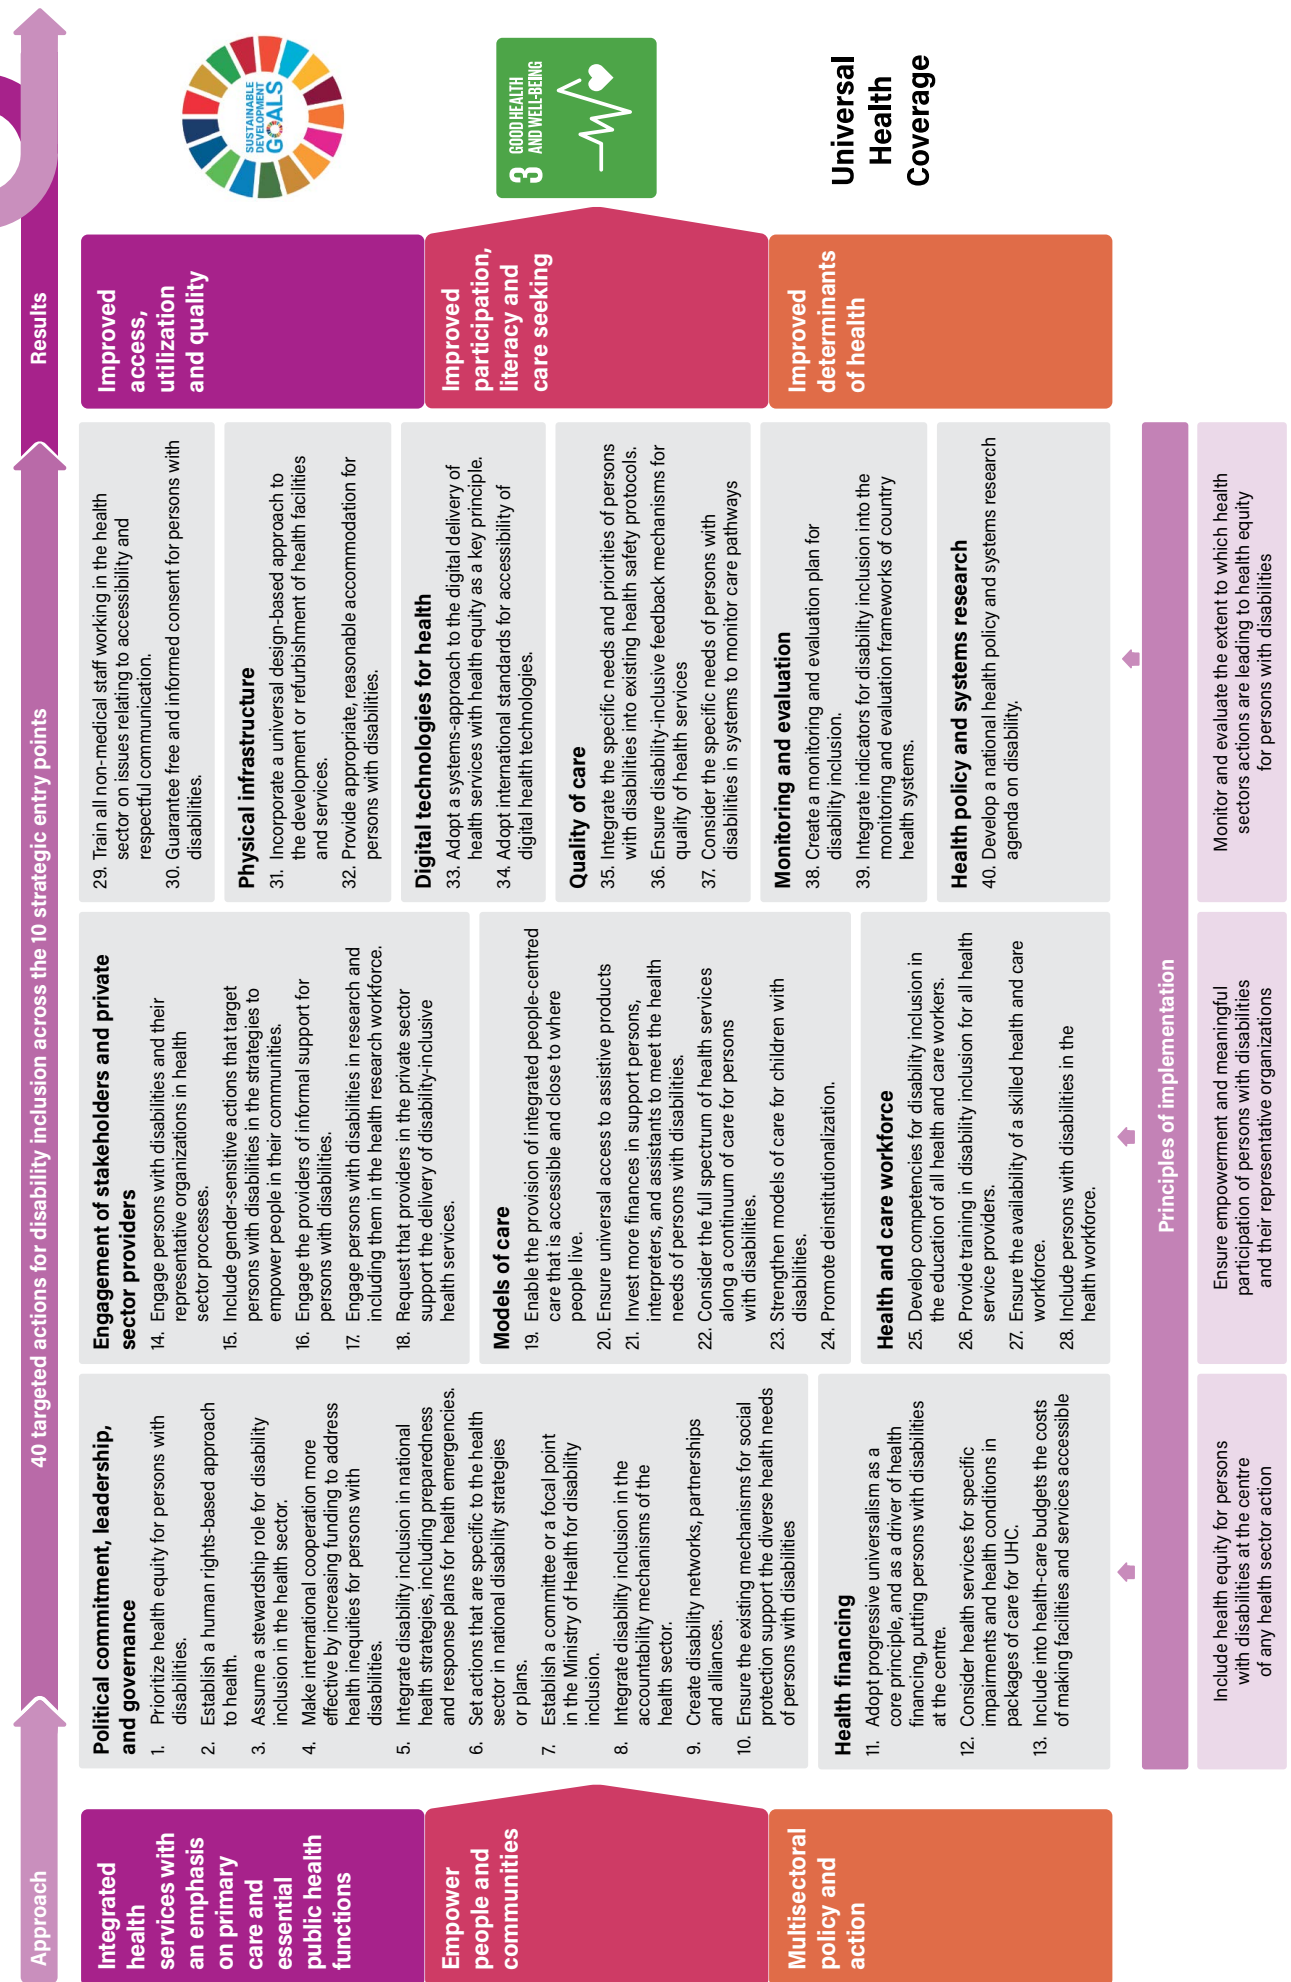 Approach
40 targeted actions for disability inclusion across the 10 strategic entry points
Results
Integrated
health
services with
an emphasis
on primary
care and
essential
public health
functions
Empower
people and
communities
Multisectoral
policy and
action
Political commitment, leadership,
and governance
1. Prioritize health equity for persons with
disabilities.
2. Establish a human rights-based approach
to health.
3. Assume a stewardship role for disability
inclusion in the health sector.
4. Make international cooperation more
effective by increasing funding to address
health inequities for persons with
disabilities.
5. Integrate disability inclusion in national
health strategies, including preparedness
and response plans for health emergencies.
6. Set actions that are specific to the health
sector in national disability strategies
or plans.
7. Establish a committee or a focal point
in the Ministry of Health for disability
inclusion.
8. Integrate disability inclusion in the
accountability mechanisms of the
health sector.
9. Create disability networks, partnerships
and alliances.
10. Ensure the existing mechanisms for social
protection support the diverse health needs
of persons with disabilities
Health financing
11. Adopt progressive universalism as a
core principle, and as a driver of health
financing, putting persons with disabilities
at the centre.
12. Consider health services for specific
impairments and health conditions in
packages of care for UHC.
13. Include into health-care budgets the costs
of making facilities and services accessible
Engagement of stakeholders and private
sector providers
14. Engage persons with disabilities and their
representative organizations in health
sector processes.
15. Include gender-sensitive actions that target
persons with disabilities in the strategies to
empower people in their communities.
16. Engage the providers of informal support for
persons with disabilities.
17. Engage persons with disabilities in research and
including them in the health research workforce.
18. Request that providers in the private sector
support the delivery of disability-inclusive
health services.
Models of care
19. Enable the provision of integrated people-centred
care that is accessible and close to where
people live.
20. Ensure universal access to assistive products
21. Invest more finances in support persons,
interpreters, and assistants to meet the health
needs of persons with disabilities.
22. Consider the full spectrum of health services
along a continuum of care for persons
with disabilities.
23. Strengthen models of care for children with
disabilities.
24. Promote deinstitutionalization.
Health and care workforce
25. Develop competencies for disability inclusion in
the education of all health and care workers.
26. Provide training in disability inclusion for all health
service providers.
27. Ensure the availability of a skilled health and care
workforce.
28. Include persons with disabilities in the
health workforce.
29. Train all non-medical staff working in the health
sector on issues relating to accessibility and
respectful communication.
30. Guarantee free and informed consent for persons with
disabilities.
Physical infrastructure
31. Incorporate a universal design-based approach to
the development or refurbishment of health facilities
and services.
32. Provide appropriate, reasonable accommodation for
persons with disabilities.
Digital technologies for health
33. Adopt a systems-approach to the digital delivery of
health services with health equity as a key principle.
34. Adopt international standards for accessibility of
digital health technologies.
Quality of care
35. Integrate the specific needs and priorities of persons
with disabilities into existing health safety protocols.
36. Ensure disability-inclusive feedback mechanisms for
quality of health services
37. Consider the specific needs of persons with
disabilities in systems to monitor care pathways
Monitoring and evaluation
38. Create a monitoring and evaluation plan for
disability inclusion.
39. Integrate indicators for disability inclusion into the
monitoring and evaluation frameworks of country
health systems.
Health policy and systems research
40. Develop a national health policy and systems research
agenda on disability.
Improved
access,
utilization
and quality
Improved
participation,
literacy and
care seeking
Improved
determinants
of health
SUSTAINABLE
DEVELOPMENT
GOALS
3 GOOD HEALTH
AND WELL-BEING
Universal
Health
Coverage
Principles of implementation
Include health equity for persons
with disabilities at the centre
of any health sector action
Ensure empowerment and meaningful
participation of persons with disabilities
and their representative organizations
Monitor and evaluate the extent to which health
sectors actions are leading to health equity
for persons with disabilities